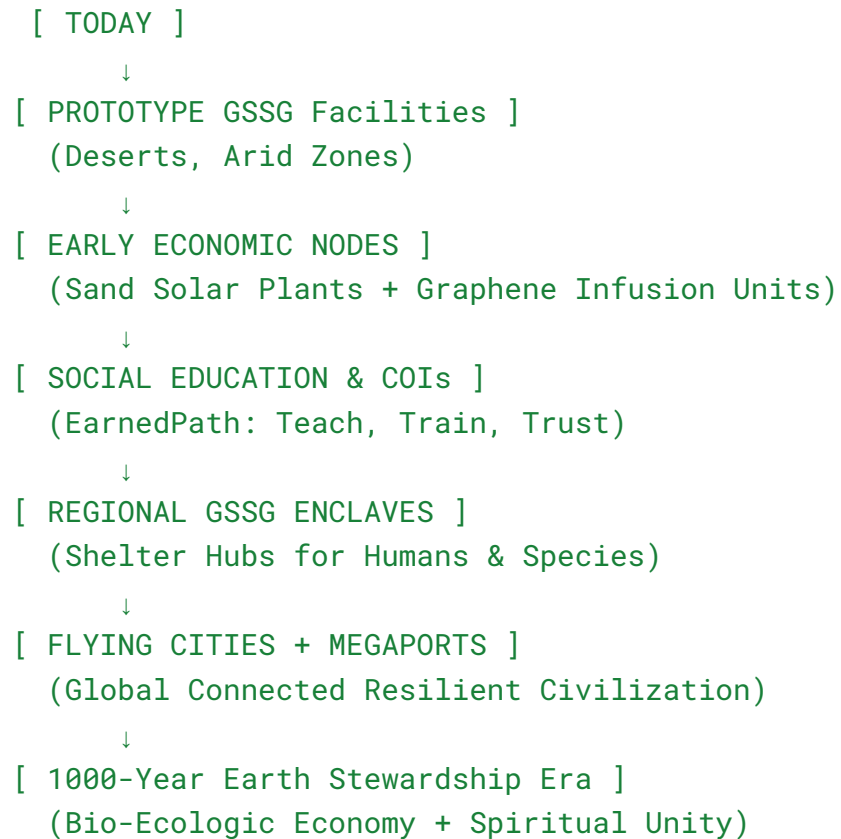 [ TODAY ]
↓
[ PROTOTYPE GSSG Facilities ]
(Deserts, Arid Zones)
↓
[ EARLY ECONOMIC NODES ]
(Sand Solar Plants + Graphene Infusion Units)
↓
[ SOCIAL EDUCATION & COIs ]
(EarnedPath: Teach, Train, Trust)
↓
[ REGIONAL GSSG ENCLAVES ]
(Shelter Hubs for Humans & Species)
↓
[ FLYING CITIES + MEGAPORTS ]
(Global Connected Resilient Civilization)
↓
[ 1000-Year Earth Stewardship Era ]
(Bio-Ecologic Economy + Spiritual Unity)